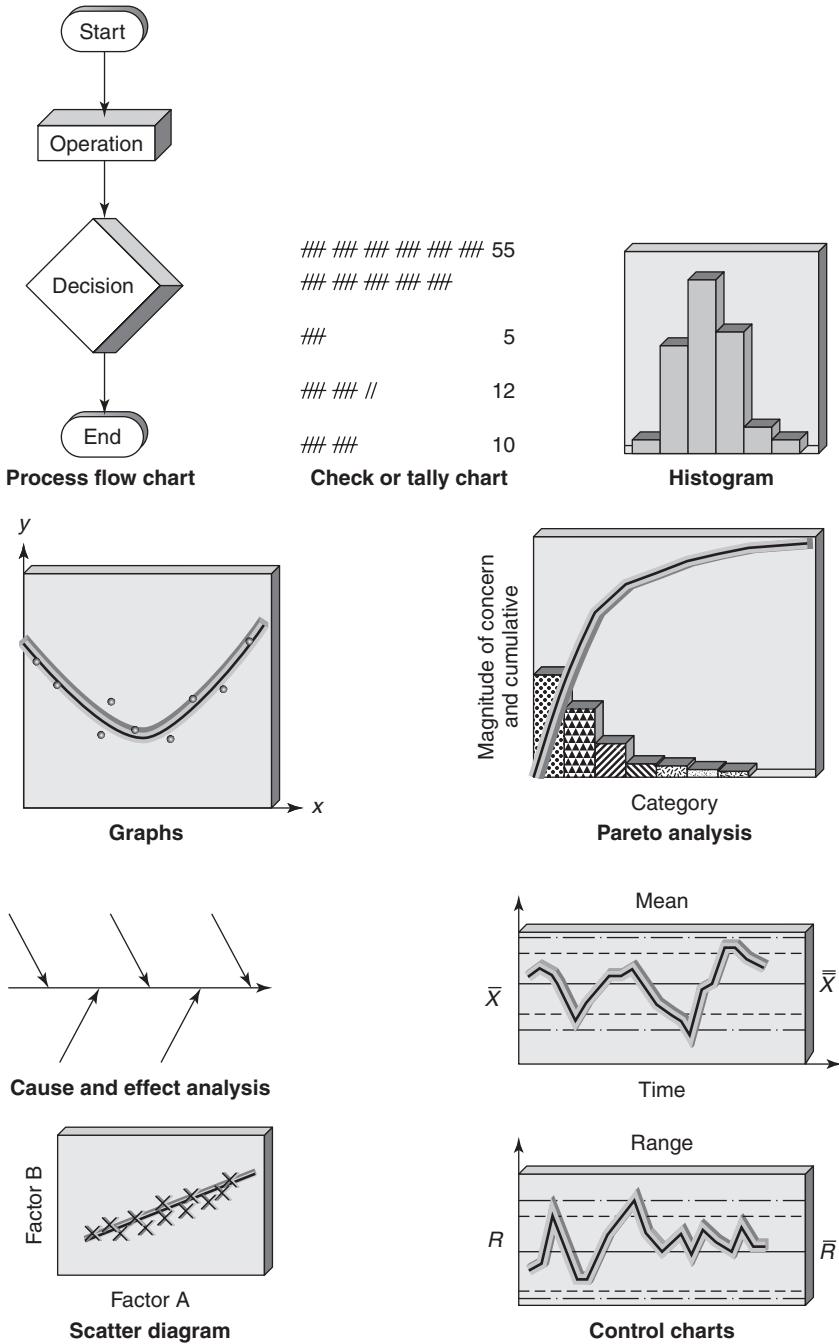 Start
Operation
Decision
End
Process flow chart
55
5
12
10
Check or tally chart
Histogram
y
x
Graphs
Magnitude of concern
and cumulative
Category
Pareto analysis
Cause and effect analysis
Mean
X̅
X̿
Time
Factor B
Factor A
Scatter diagram
Range
R
R̅
Control charts